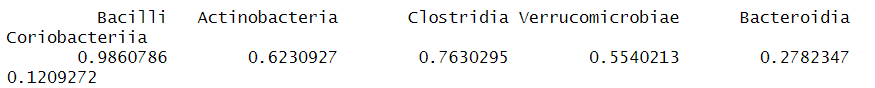 Bacilli Actinobacteria Clostridia Verrucomicrobiae Bacteroidia
Coriobacteriia
0.9860786 0.6230927 0.7630295 0.5540213 0.2782347
0.1209272